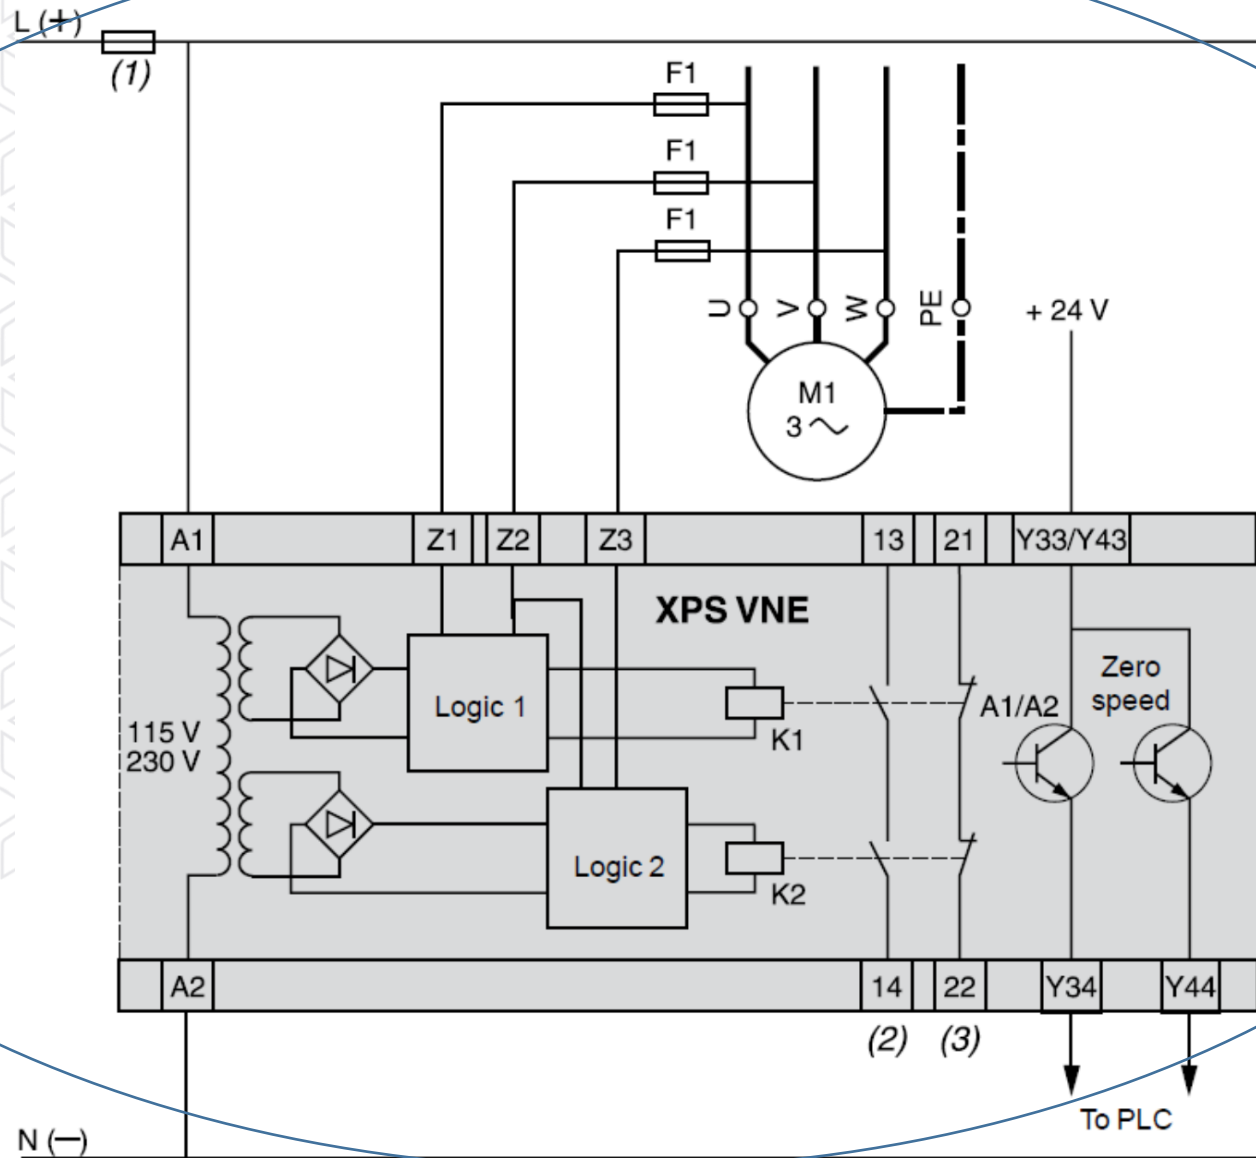 L (+)
(1)
F1
F1
F1
U
V
W
PE
+ 24 V
M1
3 ~
A1
Z1
Z2
Z3
13
21
Y33/Y43
XPS VNE
Logic 1
K1
A1/A2
Zero
speed
115 V
230 V
Logic 2
K2
A2
14
22
Y34
Y44
(2)
(3)
To PLC
N (—)